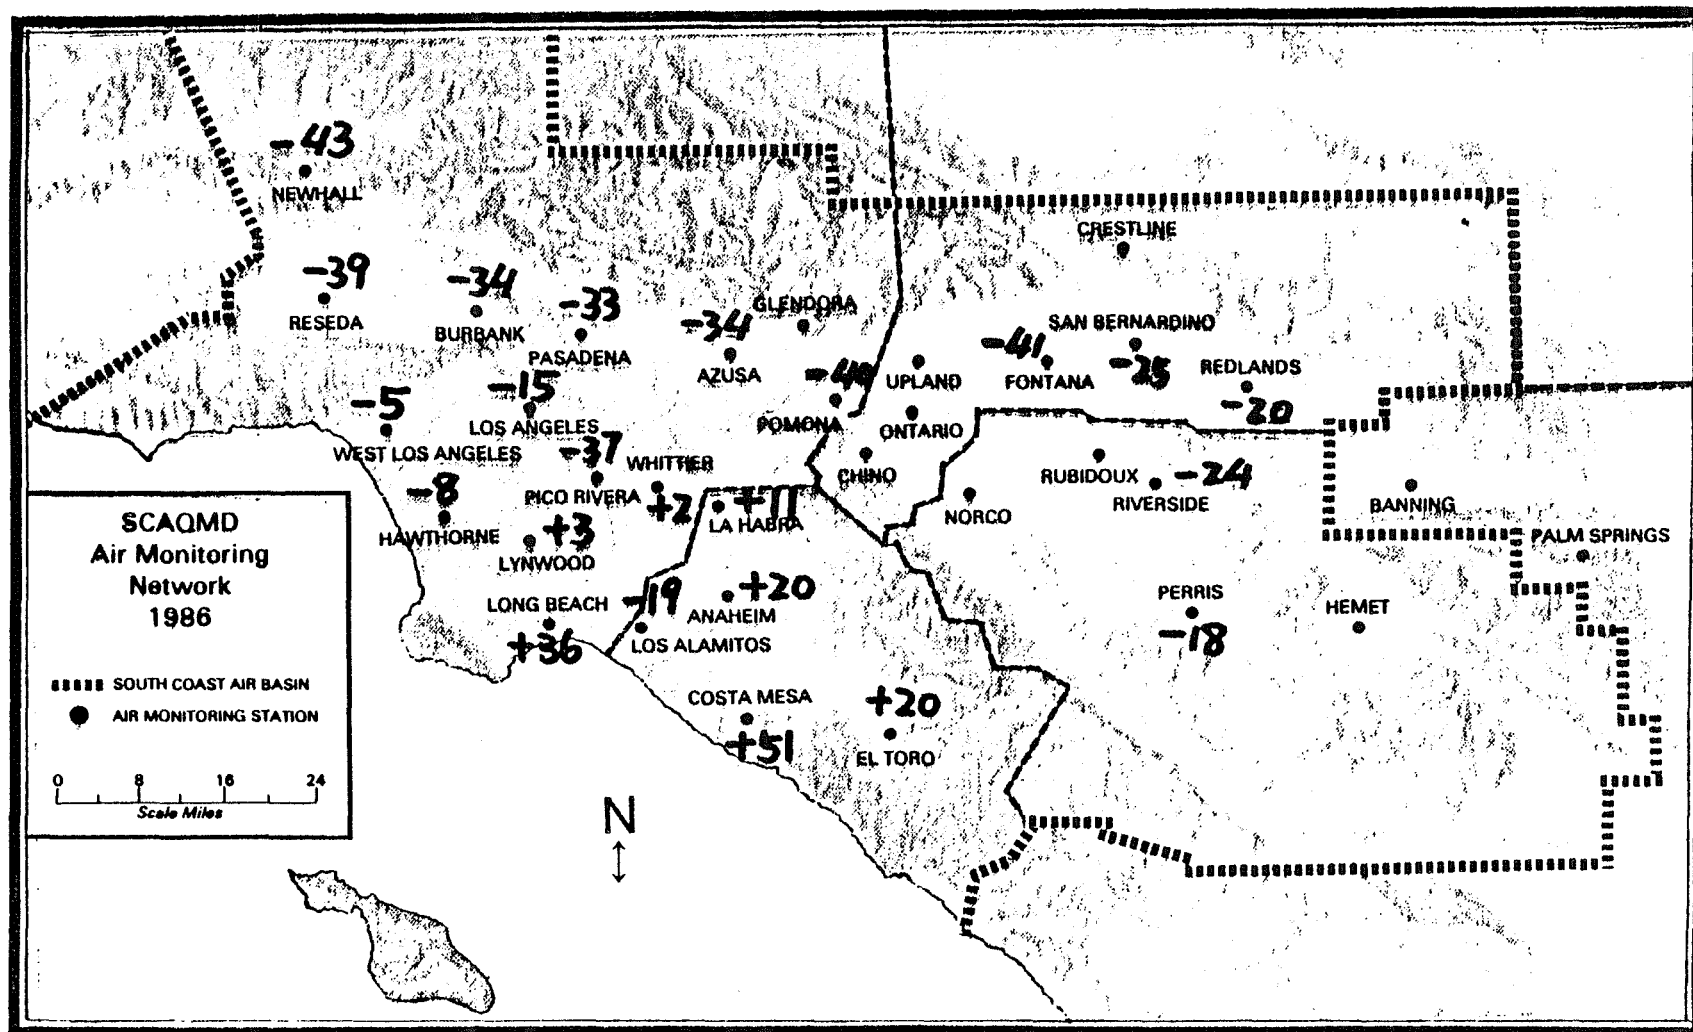 -43
NEWHALL
CRESTLINE
-39
RESEDA
-34
BURBANK
-33
PASADENA
-34
AZUSA
GLENDORA
-41
FONTANA
SAN BERNARDINO
-25
REDLANDS
-20
UPLAND
POMONA
ONTARIO
CHINO
-5
WEST LOS ANGELES
-15
LOS ANGELES
-37
PICO RIVERA
WHITTIER
+2
+11
LA HABRA
-8
HAWTHORNE
+3
LYNWOOD
NORCO
RUBIDOUX
-24
RIVERSIDE
BANNING
PALM SPRINGS
LONG BEACH
+36
-19
LOS ALAMITOS
+20
ANAHEIM
PERRIS
-18
HEMET
COSTA MESA
+51
+20
EL TORO
SCAQMD
Air Monitoring
Network
1986
SOUTH COAST AIR BASIN
AIR MONITORING STATION
0 8 16 24
Scale Miles
N